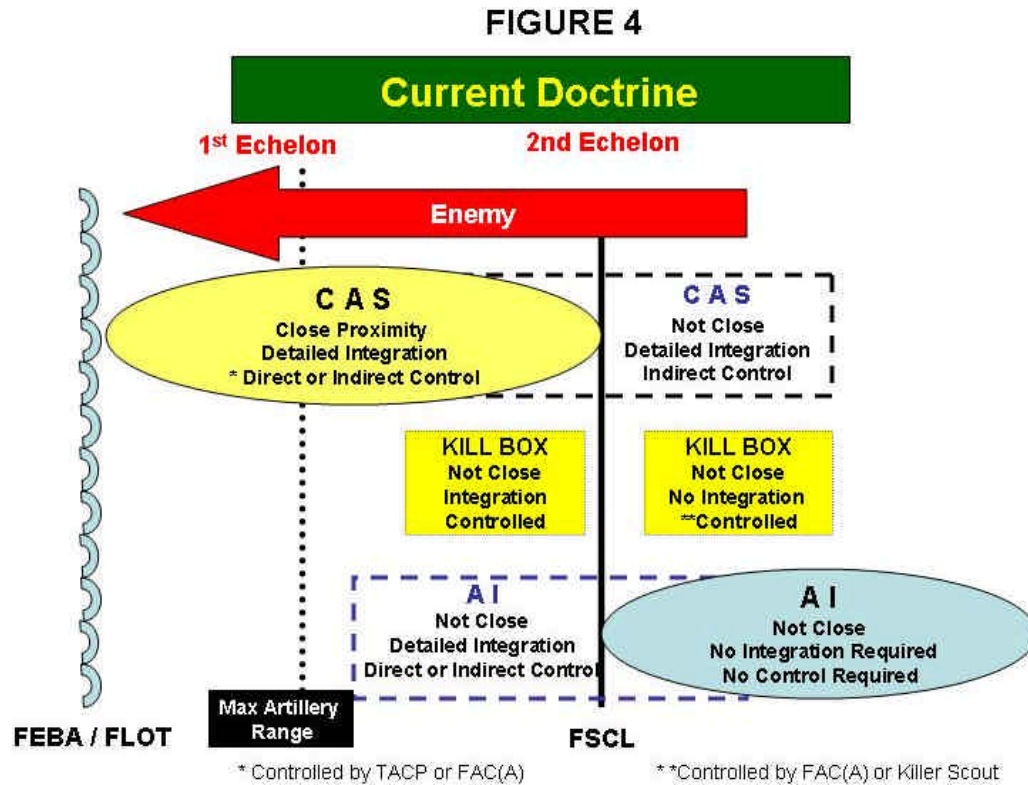 FIGURE 4
Current Doctrine
1st Echelon
2nd Echelon
Enemy
C A S
Close Proximity
Detailed Integration
* Direct or Indirect Control
C A S
Not Close
Detailed Integration
Indirect Control
KILL BOX
Not Close
Integration
Controlled
KILL BOX
Not Close
No Integration
**Controlled
A I
Not Close
Detailed Integration
Direct or Indirect Control
A I
Not Close
No Integration Required
No Control Required
Max Artillery
Range
FEBA / FLOT
FSCL
* Controlled by TACP or FAC(A)
* *Controlled by FAC(A) or Killer Scout